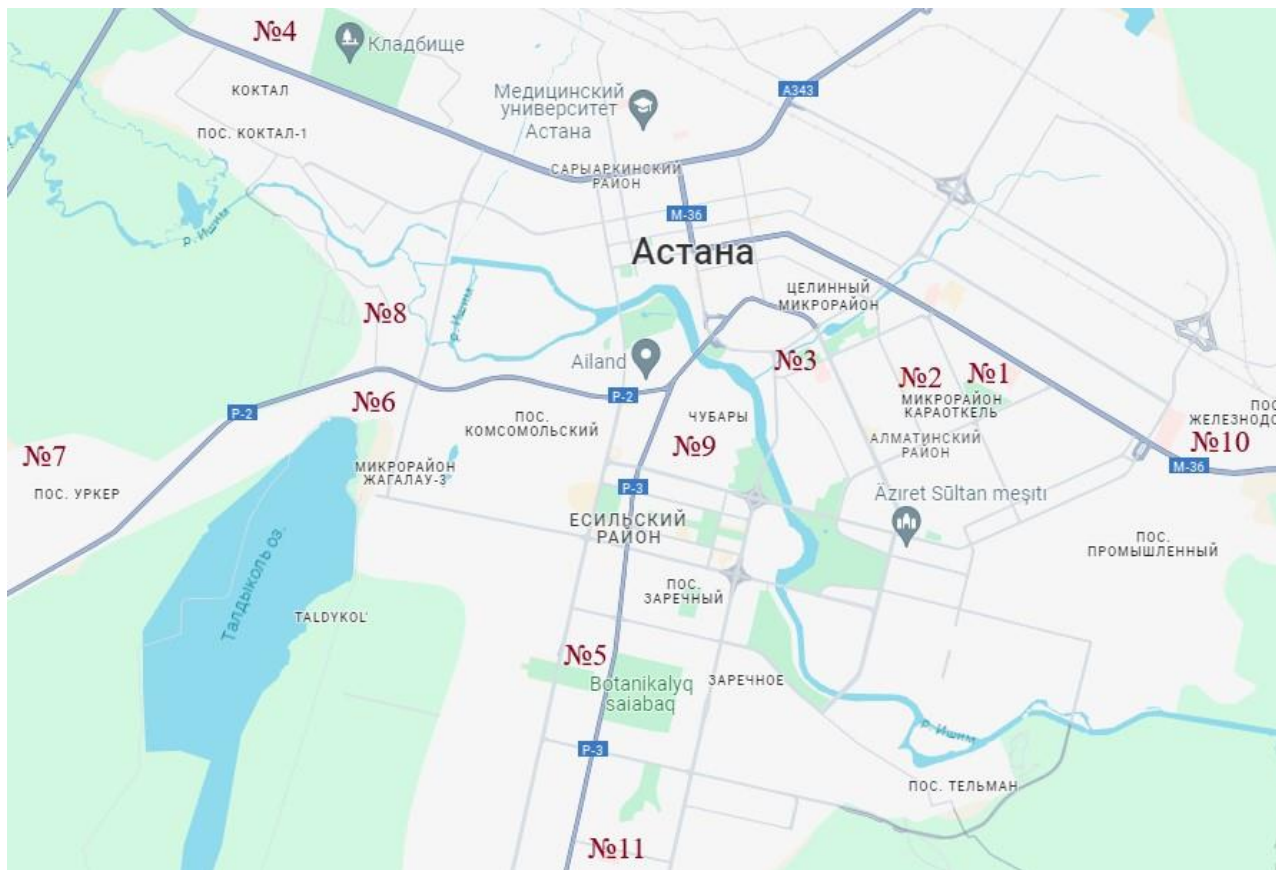 №4
Кладбище
А343
КОКТАЛ
Медицинский
университет
Астана
ПОС. КОКТАЛ-1
САРЫАРКИНСКИЙ
РАЙОН
М-36
р. Ишим
Астана
ЦЕЛИННЫЙ
МИКРОРАЙОН
№8
р. Ишим
Ailand
№3
№2
№1
МИКРОРАЙОН
КАРАОТКЕЛЬ
Р-2
Р-2
№6
ПОС.
КОМСОМОЛЬСКИЙ
ЧУБАРЫ
№9
АЛМАТИНСКИЙ
РАЙОН
ПОС
ЖЕЛЕЗНОДО
№10
М-36
№7
ПОС. УРКЕР
МИКРОРАЙОН
ЖАГАЛАУ-3
Р-3
Äziret Sūltan meşıtı
ЕСИЛЬСКИЙ
РАЙОН
ПОС.
ПРОМЫШЛЕННЫЙ
Талдыколь оз.
ПОС.
ЗАРЕЧНЫЙ
TALDYKOL'
№5
Botanikalyq
saiabaq
ЗАРЕЧНОЕ
р. Ишим
Р-3
ПОС. ТЕЛЬМАН
№11